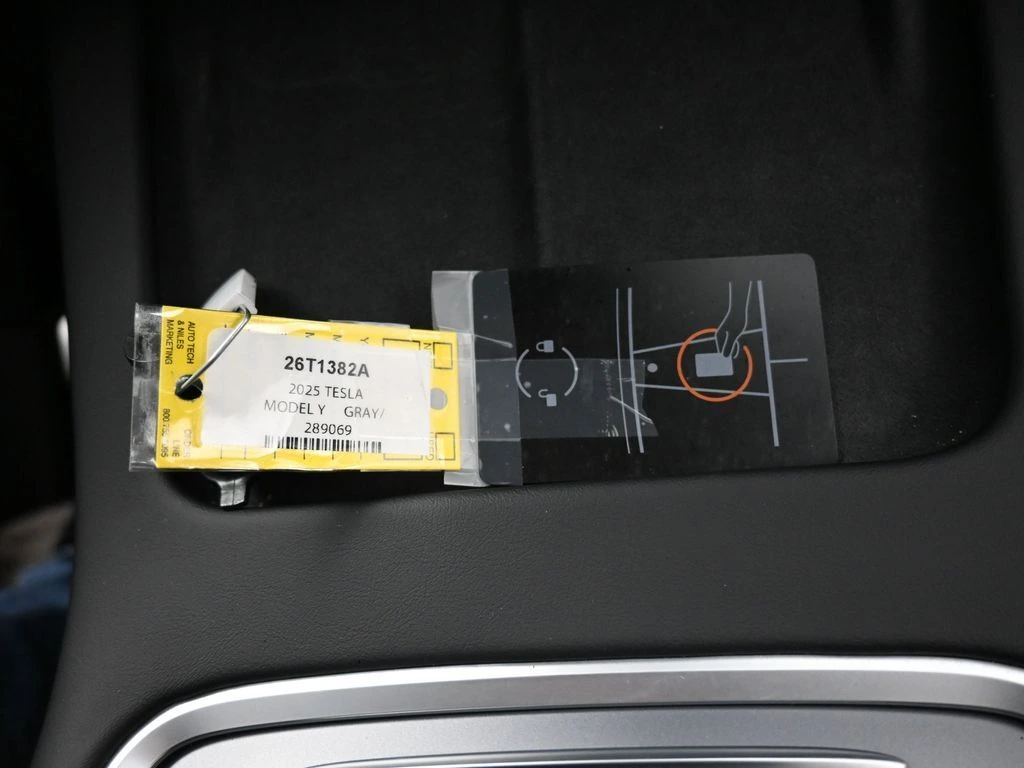 26T1382A
2025 TESLA
MODEL Y GRAY/
289069
AUTO TECH
& NILES
MARKETING